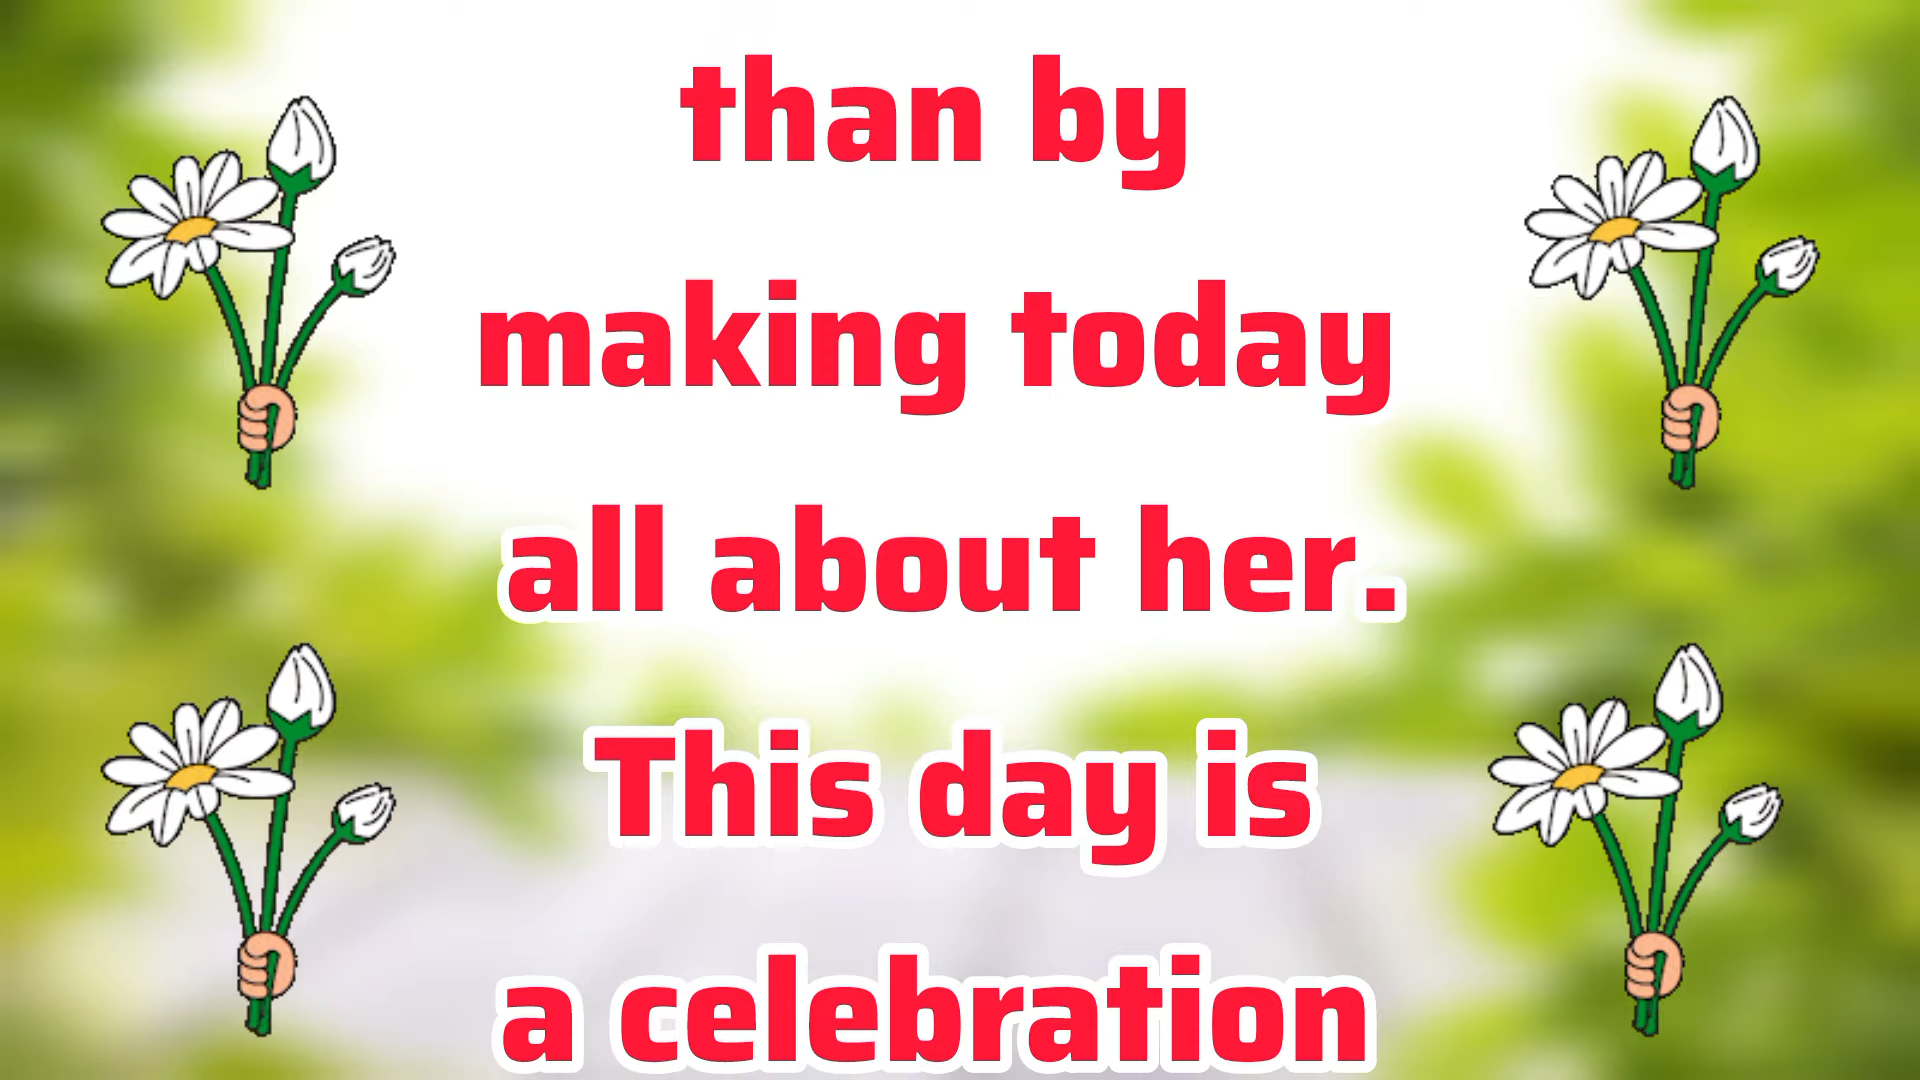 than by
making today
all about her.
This day is
a celebration